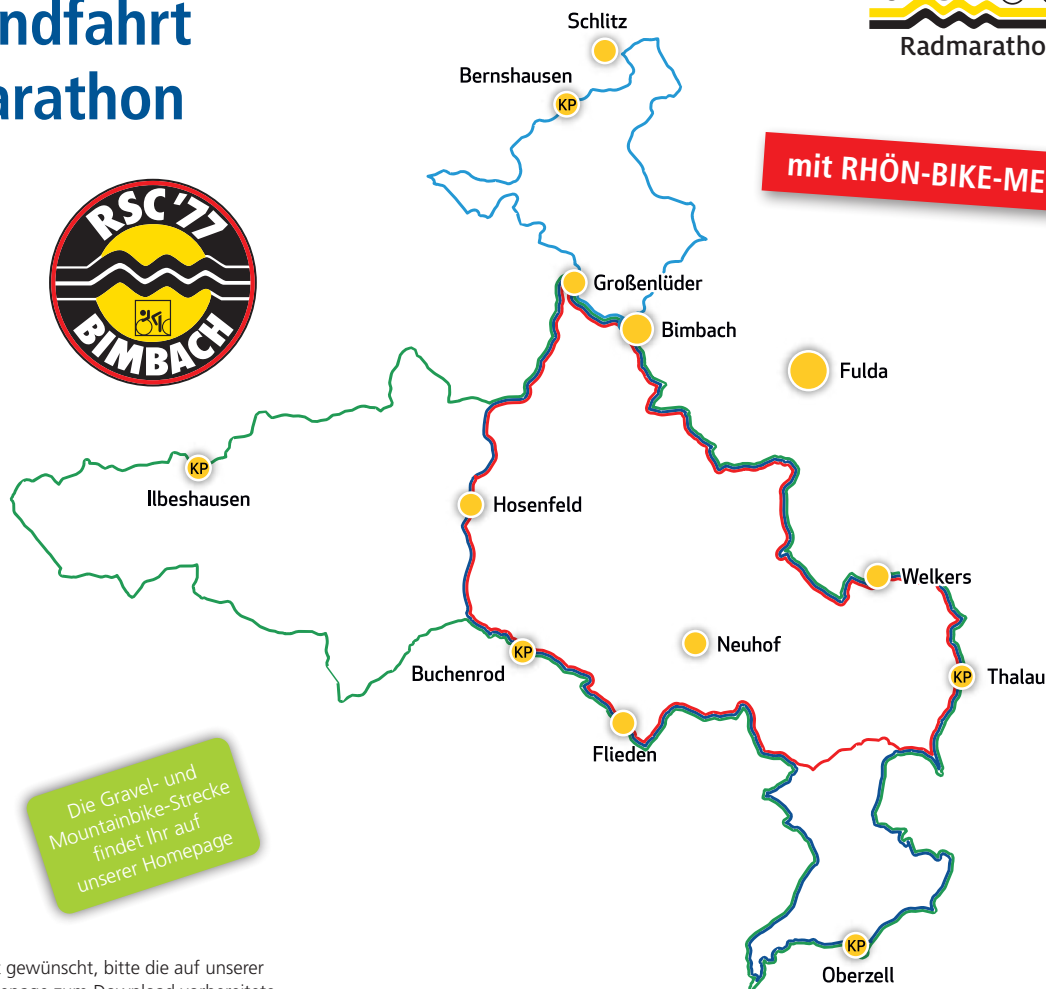 ndfahrt
arathon
Radmaratho
mit RHÖN-BIKE-ME
RSC '77
BIMBACH
Schlitz
Bernshausen
KP
Großenlüder
Bimbach
Fulda
KP
Ilbeshausen
Hosenfeld
Welkers
Neuhof
KP
Buchenrod
KP
Thalau
Flieden
Die Gravel- und
Mountainbike-Strecke
findet Ihr auf
unserer Homepage
KP
Oberzell
gewünscht, bitte die auf unserer